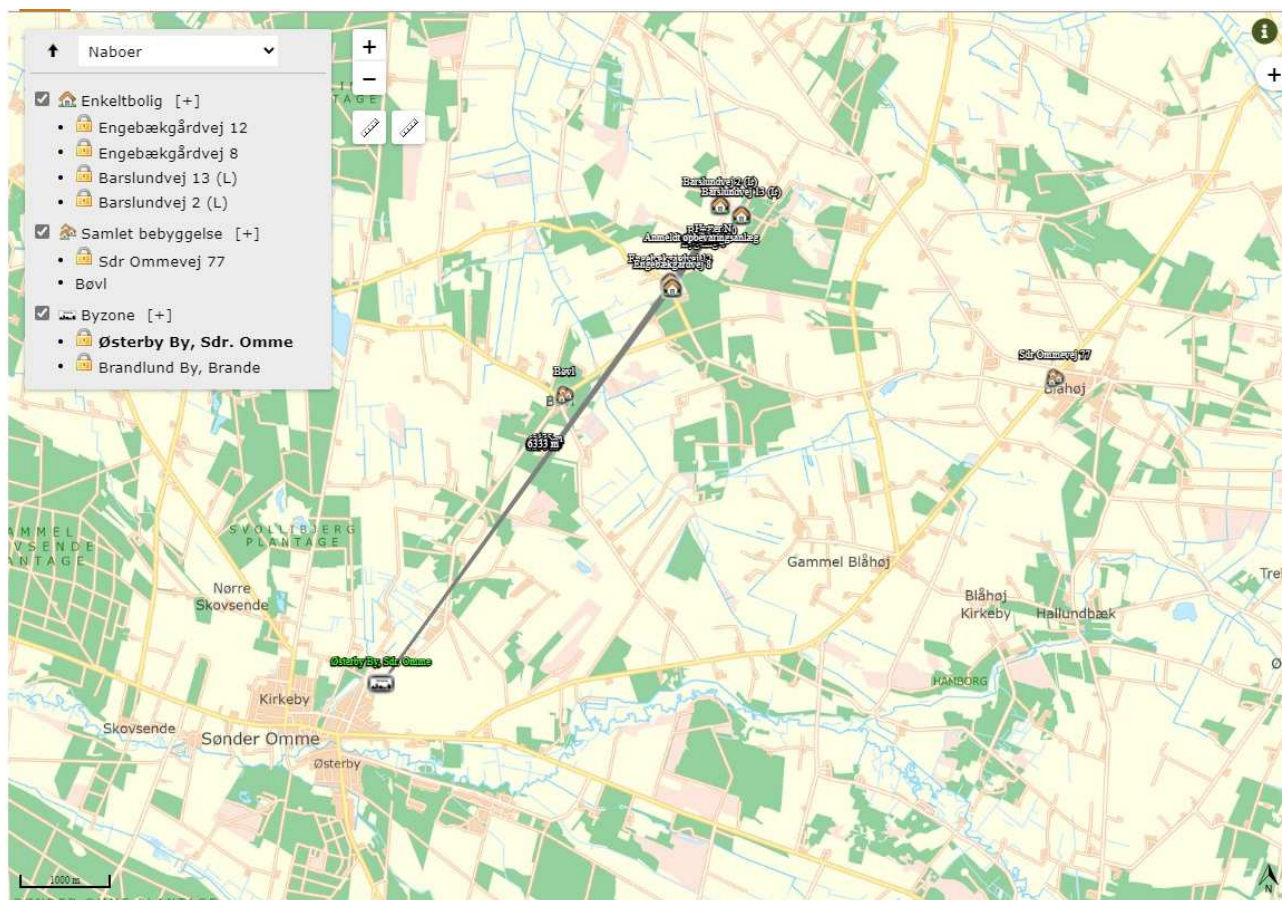 Naboer
Enkeltbolig [+]
Engebækgårdvej 12
Engebækgårdvej 8
Barslundvej 13 (L)
Barslundvej 2 (L)
Samlet bebyggelse [+]
Sdr Ommevej 77
Bøvl
Byzone [+]
Østerby By, Sdr. Omme
Brandlund By, Brande
+
−
i
+
TAGE
Barslundvej 2 (L)
Barslundvej 13 (L)
Anmeldt opbevaringsanlæg
Engebækgårdvej 8
Sdr Ommevej 77
Blåhøj
Bøvl
6333 m
SVOLLIBJERG
PLANTAGE
Gammel Blåhøj
Nørre
Skovsende
Blåhøj
Kirkeby
Hallundbæk
Østerby By, Sdr. Omme
Kirkeby
HAMBORG
Skovsende
Sønder Omme
Østerby
1000 m
N